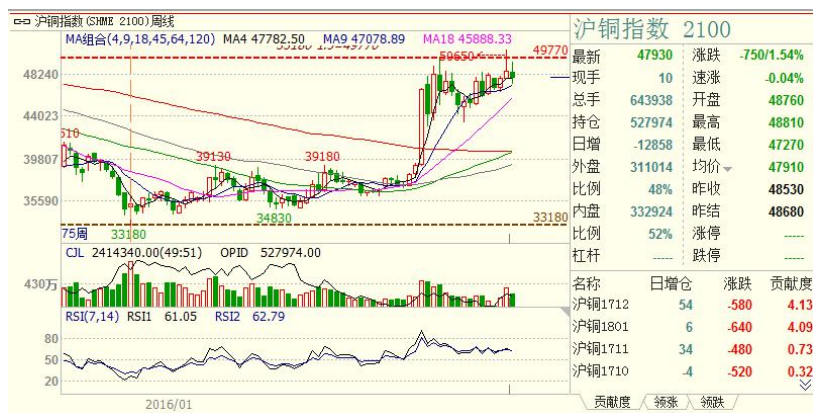 沪铜指数(SHME 2100)周线
MA组合(4,9,18,45,64,120) MA4 47782.50 MA9 47078.89 MA18 45888.33
50650
49770
48240
44023
39807
35590
39130
39180
34830
33180
75周 33180
CJL 2414340.00(49:51) OPID 527974.00
430万
RSI(7,14) RSI1 61.05 RSI2 62.79
80
50
20
2016/01
沪铜指数 2100
最新 47930 涨跌 -750/1.54%
现手 10 速涨 -0.04%
总手 643938 开盘 48760
持仓 527974 最高 48810
日增 -12858 最低 47270
外盘 311014 均价 47910
比例 48% 昨收 48530
内盘 332924 昨结 48680
比例 52% 涨停 -----
杠杆 ----- 跌停 -----
名称 日增仓 涨跌 贡献度
沪铜1712 54 -580 4.13
沪铜1801 6 -640 4.09
沪铜1711 34 -480 0.73
沪铜1710 -4 -520 0.32
贡献度 领涨 领跌